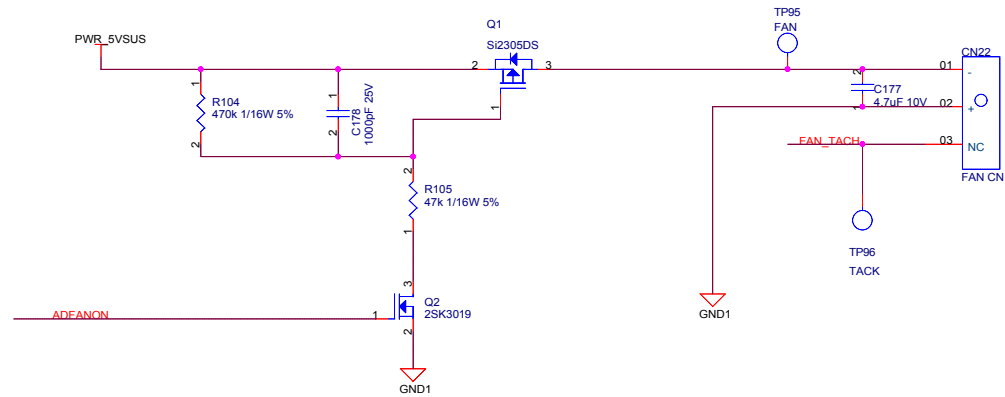 TP95
FAN
Q1
Si2305DS
PWR_5VSUS
CN22
2
3
01
-
1
R104
470k 1/16W 5%
2
1
C178
1000pF 25V
2
1
2
C177
4.7uF 10V
1
02
+
FAN_TACH
03
NC
FAN CN
2
R105
47k 1/16W 5%
1
TP96
TACK
3
Q2
2SK3019
ADFANON
1
2
GND1
GND1